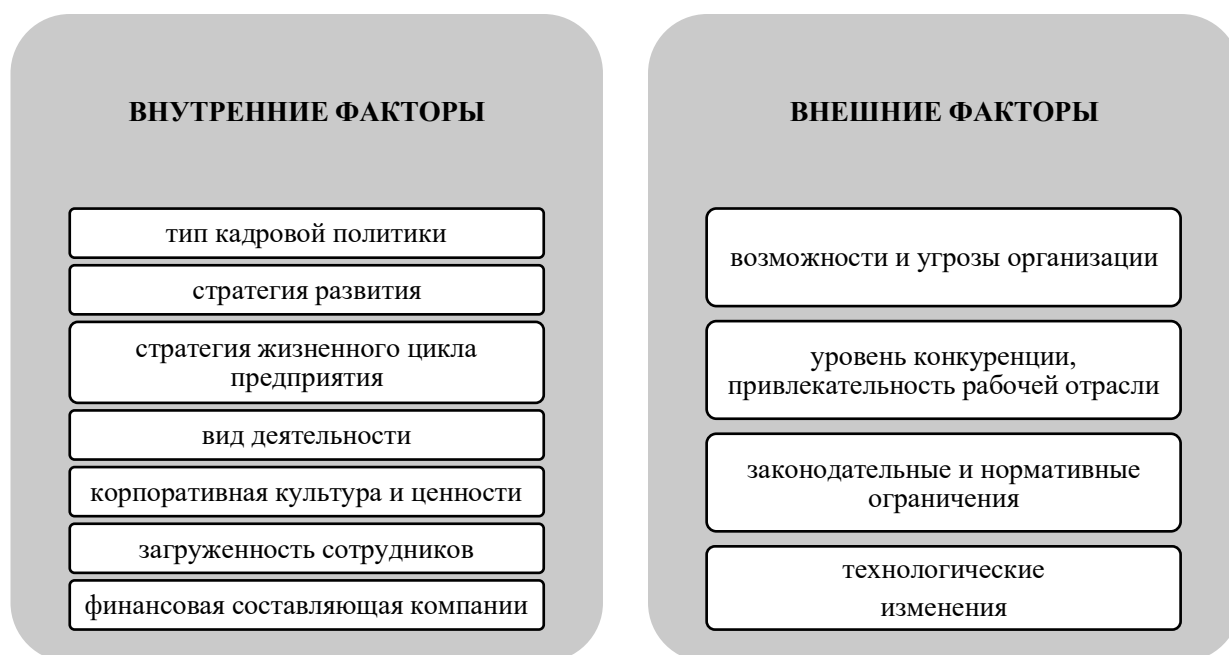 ВНУТРЕННИЕ ФАКТОРЫ
тип кадровой политики
стратегия развития
стратегия жизненного цикла
предприятия
вид деятельности
корпоративная культура и ценности
загруженность сотрудников
финансовая составляющая компании
ВНЕШНИЕ ФАКТОРЫ
возможности и угрозы организации
уровень конкуренции,
привлекательность рабочей отрасли
законодательные и нормативные
ограничения
технологические
изменения